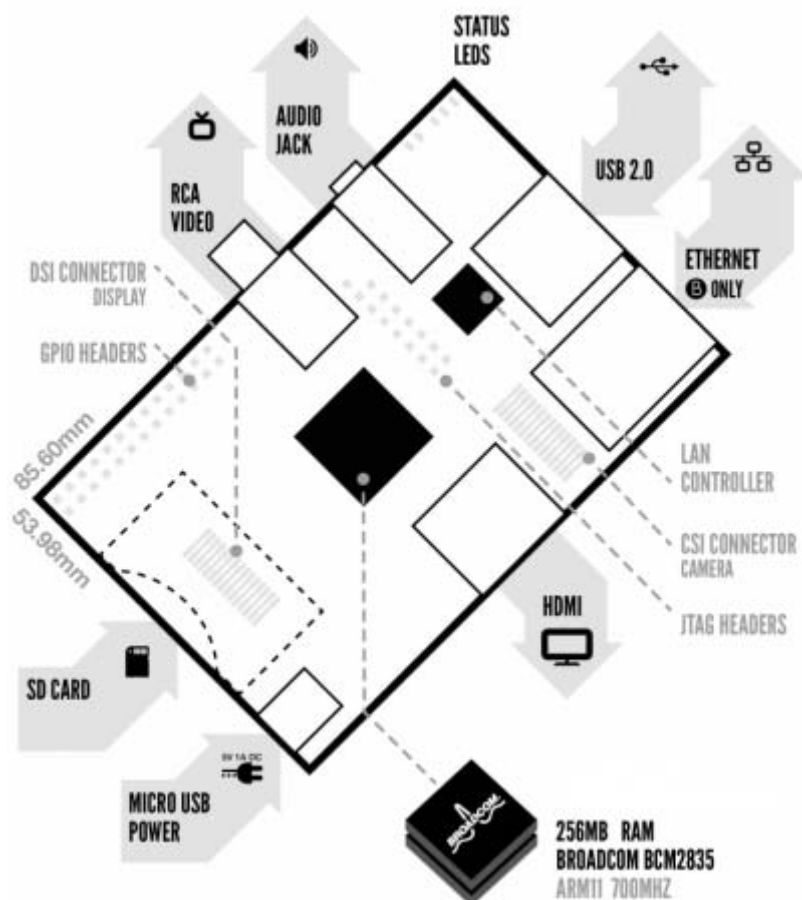 STATUS
LEDS
AUDIO
JACK
RCA
VIDEO
USB 2.0
ETHERNET
B ONLY
DSI CONNECTOR
DISPLAY
GPIO HEADERS
85.60mm
53.98mm
LAN
CONTROLLER
CSI CONNECTOR
CAMERA
JTAG HEADERS
HDMI
SD CARD
5V 1A DC
MICRO USB
POWER
BROADCOM
256MB RAM
BROADCOM BCM2835
ARM11 700MHZ